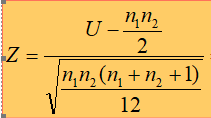 Z = (U − n₁n₂/2) / √(n₁n₂(n₁ + n₂ + 1)/12)